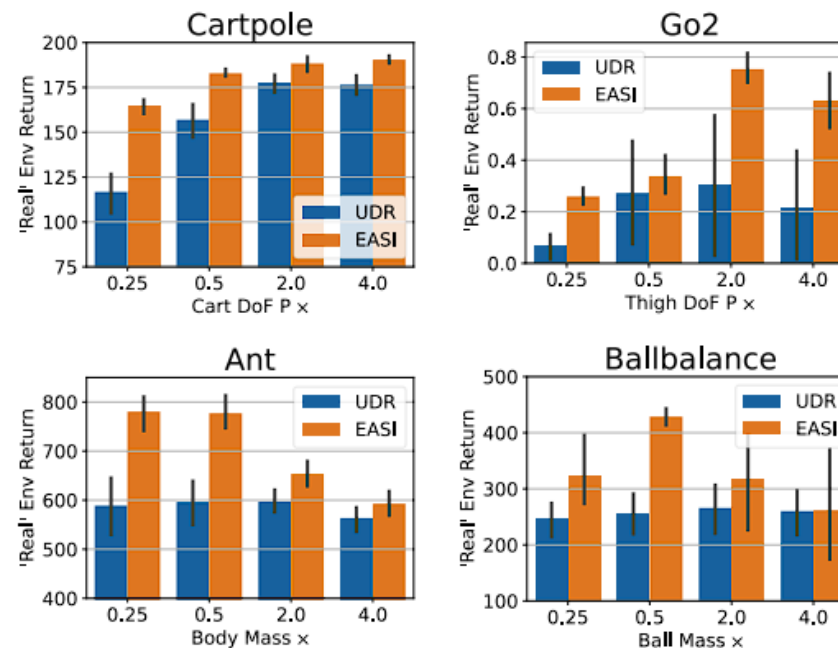 Cartpole
'Real' Env Return
200
175
150
125
100
75
UDR
EASI
0.25 0.5 2.0 4.0
Cart DoF P ×
Go2
'Real' Env Return
0.8
0.6
0.4
0.2
0.0
UDR
EASI
0.25 0.5 2.0 4.0
Thigh DoF P ×
Ant
'Real' Env Return
800
700
600
500
400
UDR
EASI
0.25 0.5 2.0 4.0
Body Mass ×
Ballbalance
'Real' Env Return
500
400
300
200
100
UDR
EASI
0.25 0.5 2.0 4.0
Ball Mass ×